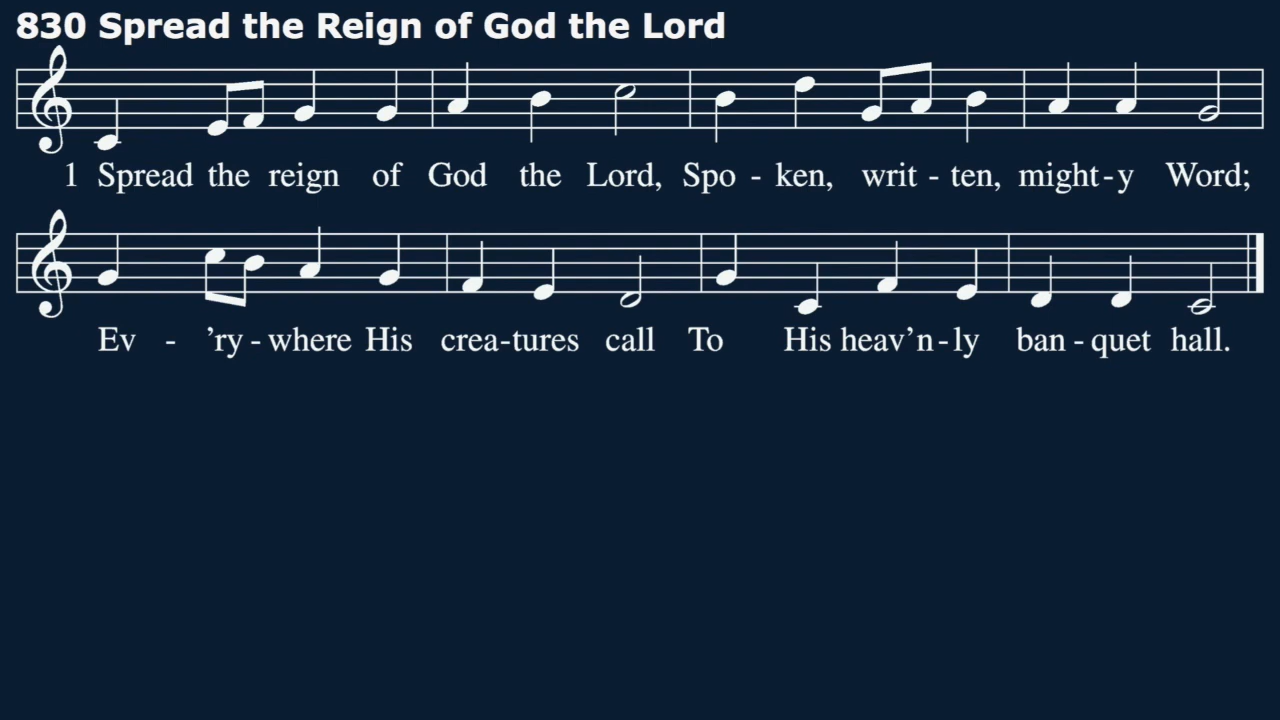 830 Spread the Reign of God the Lord
1 Spread the reign of God the Lord, Spo - ken, writ - ten, might - y Word;
Ev - ’ry - where His crea - tures call To His heav’n - ly ban - quet hall.